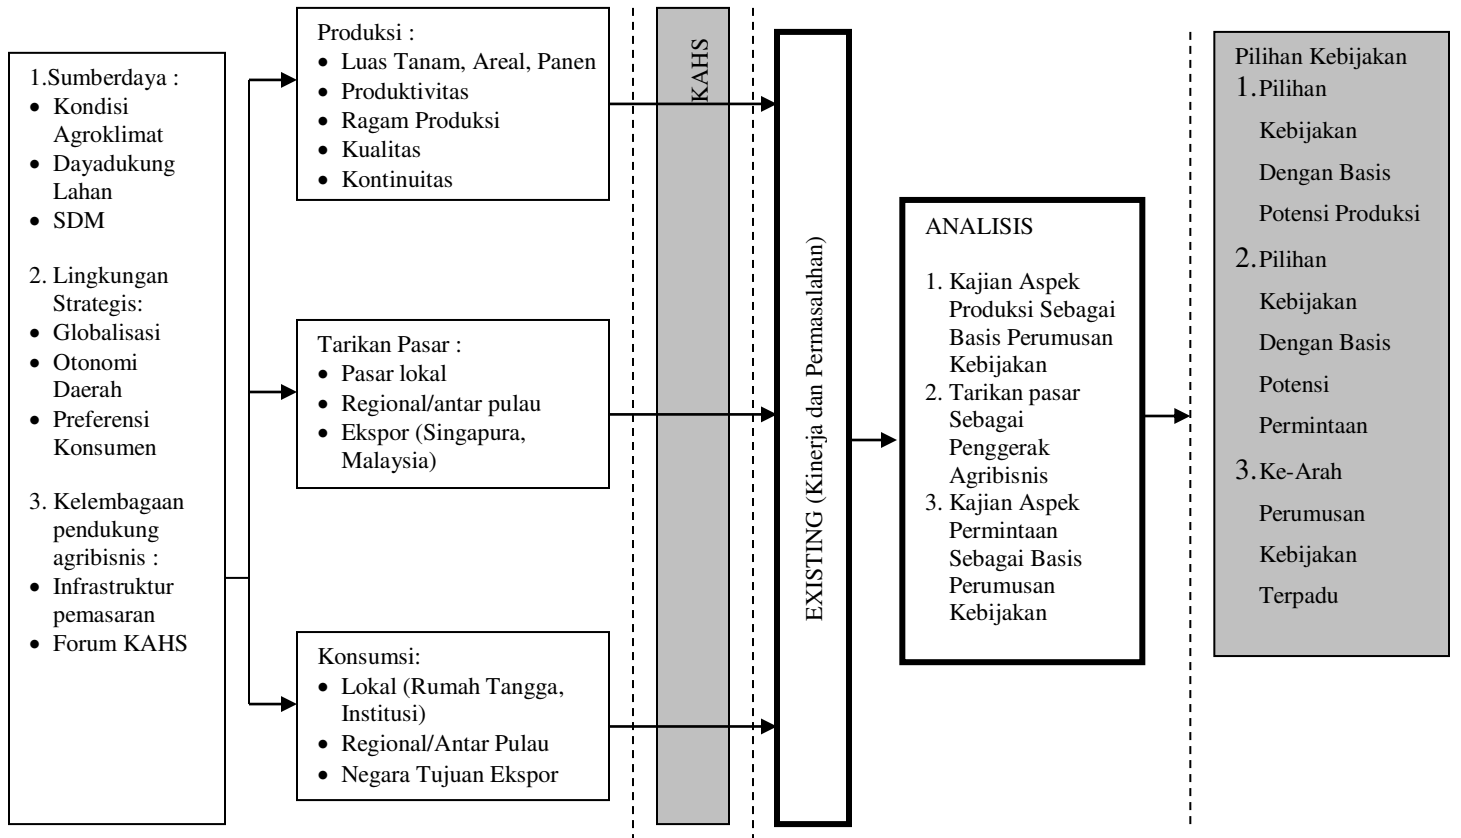 1.Sumberdaya :
• Kondisi
Agroklimat
• Dayadukung
Lahan
• SDM
2. Lingkungan
Strategis:
• Globalisasi
• Otonomi
Daerah
• Preferensi
Konsumen
3. Kelembagaan
pendukung
agribisnis :
• Infrastruktur
pemasaran
• Forum KAHS
Produksi :
• Luas Tanam, Areal, Panen
• Produktivitas
• Ragam Produksi
• Kualitas
• Kontinuitas
Tarikan Pasar :
• Pasar lokal
• Regional/antar pulau
• Ekspor (Singapura,
Malaysia)
Konsumsi:
• Lokal (Rumah Tangga,
Institusi)
• Regional/Antar Pulau
• Negara Tujuan Ekspor
KAHS
EXISTING (Kinerja dan Permasalahan)
ANALISIS
1. Kajian Aspek
Produksi Sebagai
Basis Perumusan
Kebijakan
2. Tarikan pasar
Sebagai
Penggerak
Agribisnis
3. Kajian Aspek
Permintaan
Sebagai Basis
Perumusan
Kebijakan
Pilihan Kebijakan
1.Pilihan
Kebijakan
Dengan Basis
Potensi Produksi
2.Pilihan
Kebijakan
Dengan Basis
Potensi
Permintaan
3.Ke-Arah
Perumusan
Kebijakan
Terpadu